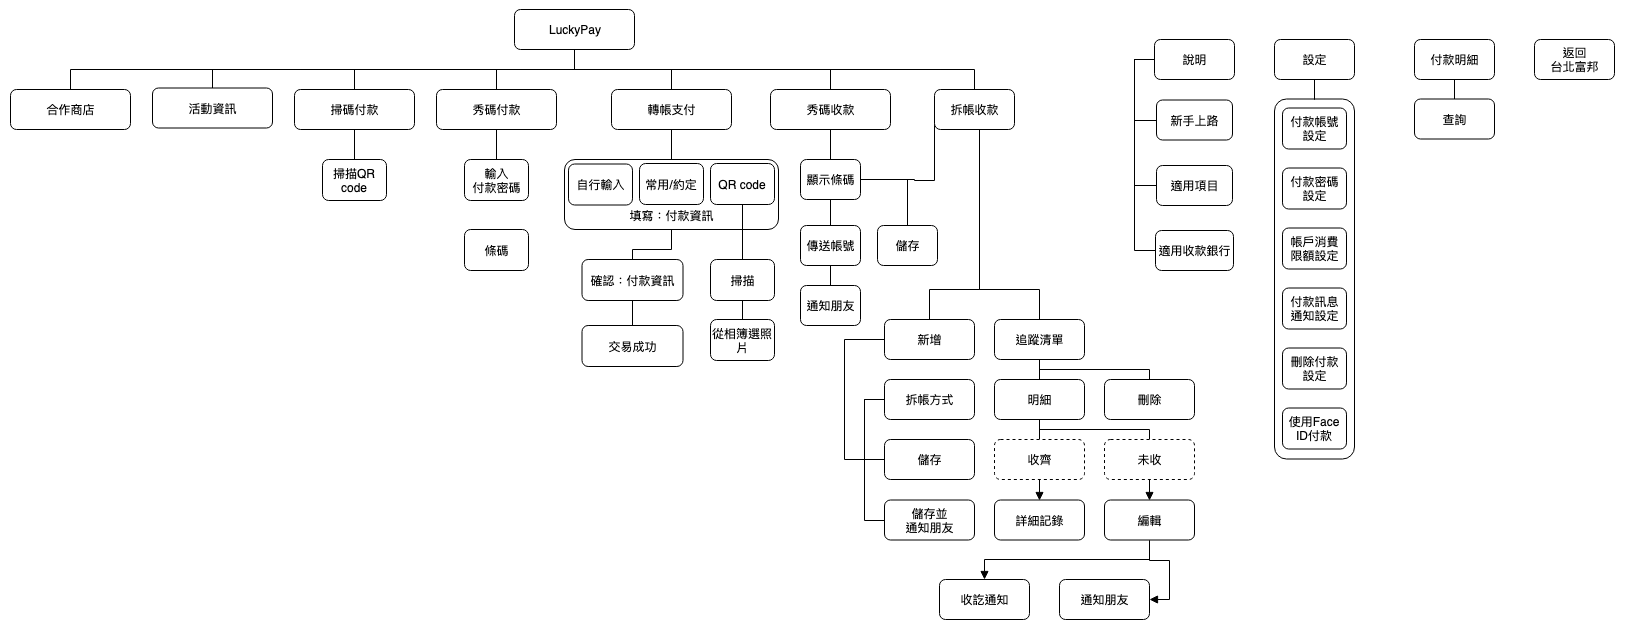 LuckyPay
合作商店
活動資訊
掃碼付款
秀碼付款
轉帳支付
秀碼收款
拆帳收款
掃描QR
code
輸入
付款密碼
條碼
自行輸入
常用/約定
QR code
填寫：付款資訊
確認：付款資訊
交易成功
掃描
從相簿選照
片
顯示條碼
傳送帳號
通知朋友
儲存
新增
追蹤清單
拆帳方式
明細
刪除
儲存
收齊
未收
儲存並
通知朋友
詳細記錄
編輯
收訖通知
通知朋友
說明
新手上路
適用項目
適用收款銀行
設定
付款帳號
設定
付款密碼
設定
帳戶消費
限額設定
付款訊息
通知設定
刪除付款
設定
使用Face
ID付款
付款明細
查詢
返回
台北富邦